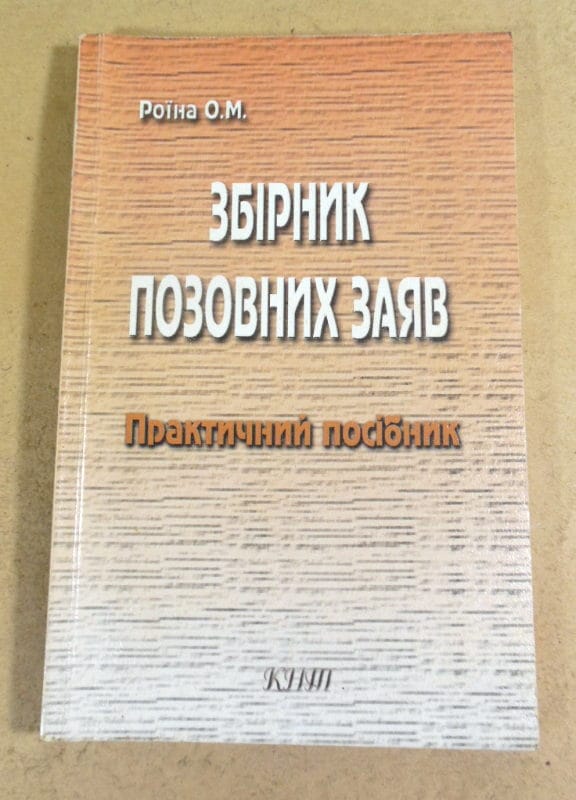 Роїна О.М.
ЗБІРНИК
ПОЗОВНИХ ЗАЯВ
Практичний посібник
КНТ